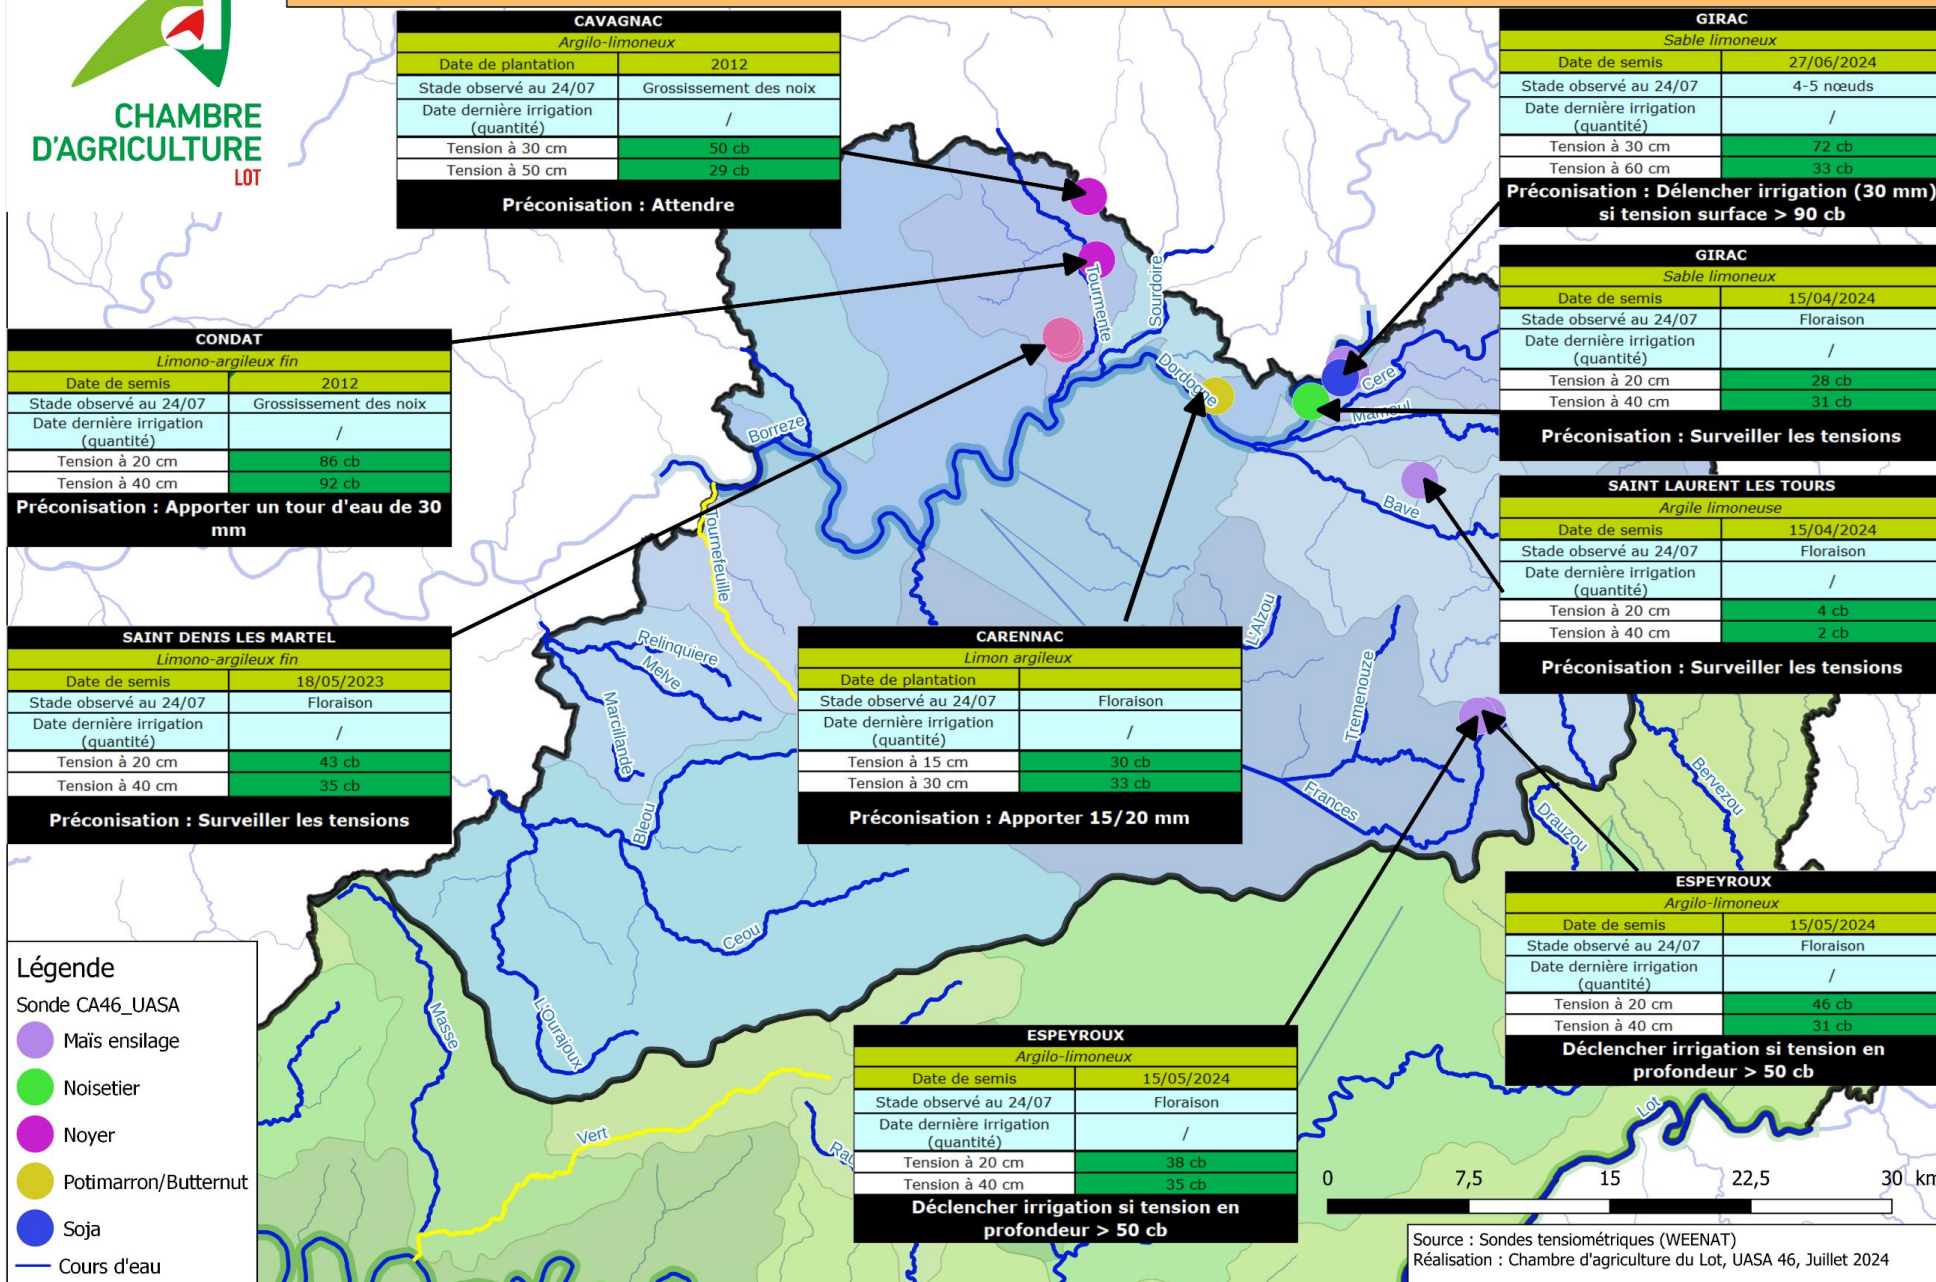 CHAMBRE
D'AGRICULTURE
LOT
CAVAGNAC
Argilo-limoneux
Date de plantation 2012
Stade observé au 24/07 Grossissement des noix
Date dernière irrigation
(quantité) /
Tension à 30 cm 50 cb
Tension à 50 cm 29 cb
Préconisation : Attendre
GIRAC
Sable limoneux
Date de semis 27/06/2024
Stade observé au 24/07 4-5 nœuds
Date dernière irrigation
(quantité) /
Tension à 30 cm 72 cb
Tension à 60 cm 33 cb
Préconisation : Délencher irrigation (30 mm)
si tension surface > 90 cb
GIRAC
Sable limoneux
Date de semis 15/04/2024
Stade observé au 24/07 Floraison
Date dernière irrigation
(quantité) /
Tension à 20 cm 28 cb
Tension à 40 cm 31 cb
Préconisation : Surveiller les tensions
CONDAT
Limono-argileux fin
Date de semis 2012
Stade observé au 24/07 Grossissement des noix
Date dernière irrigation
(quantité) /
Tension à 20 cm 86 cb
Tension à 40 cm 92 cb
Préconisation : Apporter un tour d'eau de 30
mm
SAINT LAURENT LES TOURS
Argile limoneuse
Date de semis 15/04/2024
Stade observé au 24/07 Floraison
Date dernière irrigation
(quantité) /
Tension à 20 cm 4 cb
Tension à 40 cm 2 cb
Préconisation : Surveiller les tensions
SAINT DENIS LES MARTEL
Limono-argileux fin
Date de semis 18/05/2023
Stade observé au 24/07 Floraison
Date dernière irrigation
(quantité) /
Tension à 20 cm 43 cb
Tension à 40 cm 35 cb
Préconisation : Surveiller les tensions
CARENNAC
Limon argileux
Date de plantation
Stade observé au 24/07 Floraison
Date dernière irrigation
(quantité) /
Tension à 15 cm 30 cb
Tension à 30 cm 33 cb
Préconisation : Apporter 15/20 mm
ESPEYROUX
Argilo-limoneux
Date de semis 15/05/2024
Stade observé au 24/07 Floraison
Date dernière irrigation
(quantité) /
Tension à 20 cm 46 cb
Tension à 40 cm 31 cb
Déclencher irrigation si tension en
profondeur > 50 cb
ESPEYROUX
Argilo-limoneux
Date de semis 15/05/2024
Stade observé au 24/07 Floraison
Date dernière irrigation
(quantité) /
Tension à 20 cm 38 cb
Tension à 40 cm 35 cb
Déclencher irrigation si tension en
profondeur > 50 cb
Tourmente
Sourdoire
Dordogne
Cere
Mamoul
Borreze
Bave
Tournefeuille
Relinquiere
Melve
Marcillande
L'Alzou
Tremenouze
Frances
Drauzou
Bervezou
Bleou
Ceou
L'Ourajoux
Masse
Vert
Lot
Légende
Sonde CA46_UASA
Maïs ensilage
Noisetier
Noyer
Potimarron/Butternut
Soja
Cours d'eau
0 7,5 15 22,5 30 km
Source : Sondes tensiométriques (WEENAT)
Réalisation : Chambre d'agriculture du Lot, UASA 46, Juillet 2024